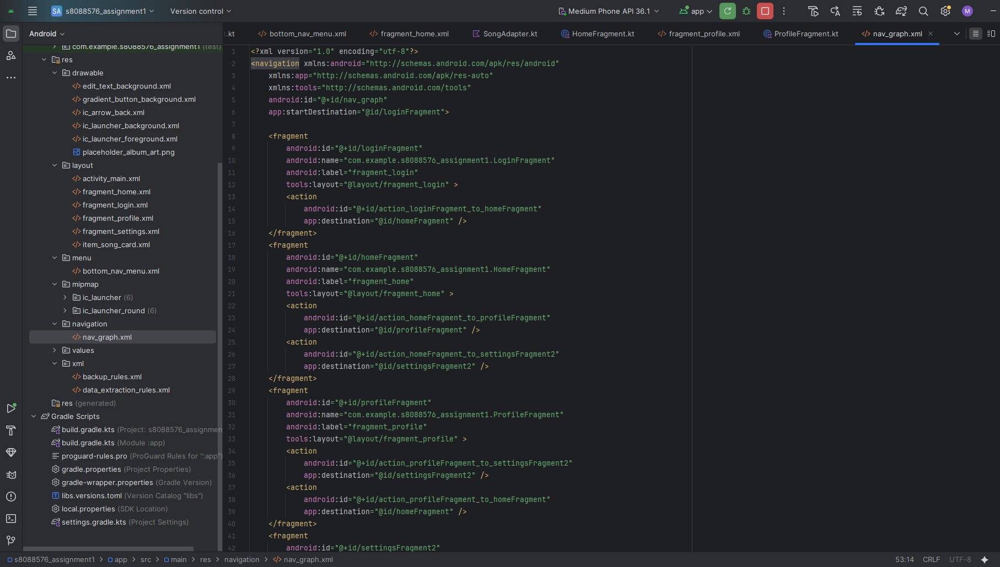 SA s8088576_assignment1 Version control Medium Phone API 36.1 app M
Android
com.example.s8088576_assignment1 (test)
res
drawable
edit_text_background.xml
gradient_button_background.xml
ic_arrow_back.xml
ic_launcher_background.xml
ic_launcher_foreground.xml
placeholder_album_art.png
layout
activity_main.xml
fragment_home.xml
fragment_login.xml
fragment_profile.xml
fragment_settings.xml
item_song_card.xml
menu
bottom_nav_menu.xml
mipmap
ic_launcher (6)
ic_launcher_round (6)
navigation
nav_graph.xml
values
xml
backup_rules.xml
data_extraction_rules.xml
res (generated)
Gradle Scripts
build.gradle.kts (Project: s8088576_assignmen
build.gradle.kts (Module :app)
proguard-rules.pro (ProGuard Rules for ":app")
gradle.properties (Project Properties)
gradle-wrapper.properties (Gradle Version)
libs.versions.toml (Version Catalog "libs")
local.properties (SDK Location)
settings.gradle.kts (Project Settings)
t.kt bottom_nav_menu.xml fragment_home.xml SongAdapter.kt HomeFragment.kt fragment_profile.xml ProfileFragment.kt nav_graph.xml
1 <?xml version="1.0" encoding="utf-8"?>
2 <navigation xmlns:android="http://schemas.android.com/apk/res/android"
3 xmlns:app="http://schemas.android.com/apk/res-auto"
4 xmlns:tools="http://schemas.android.com/tools"
5 android:id="@+id/nav_graph"
6 app:startDestination="@id/loginFragment">
7
8 <fragment
9 android:id="@+id/loginFragment"
10 android:name="com.example.s8088576_assignment1.LoginFragment"
11 android:label="fragment_login"
12 tools:layout="@layout/fragment_login" >
13 <action
14 android:id="@+id/action_loginFragment_to_homeFragment"
15 app:destination="@id/homeFragment" />
16 </fragment>
17 <fragment
18 android:id="@+id/homeFragment"
19 android:name="com.example.s8088576_assignment1.HomeFragment"
20 android:label="fragment_home"
21 tools:layout="@layout/fragment_home" >
22 <action
23 android:id="@+id/action_homeFragment_to_profileFragment"
24 app:destination="@id/profileFragment" />
25 <action
26 android:id="@+id/action_homeFragment_to_settingsFragment2"
27 app:destination="@id/settingsFragment2" />
28 </fragment>
29 <fragment
30 android:id="@+id/profileFragment"
31 android:name="com.example.s8088576_assignment1.ProfileFragment"
32 android:label="fragment_profile"
33 tools:layout="@layout/fragment_profile" >
34 <action
35 android:id="@+id/action_profileFragment_to_settingsFragment2"
36 app:destination="@id/settingsFragment2" />
37 <action
38 android:id="@+id/action_profileFragment_to_homeFragment"
39 app:destination="@id/homeFragment" />
40 </fragment>
41 <fragment
42 android:id="@+id/settingsFragment2"
s8088576_assignment1 > app > src > main > res > navigation > nav_graph.xml 53:14 CRLF UTF-8